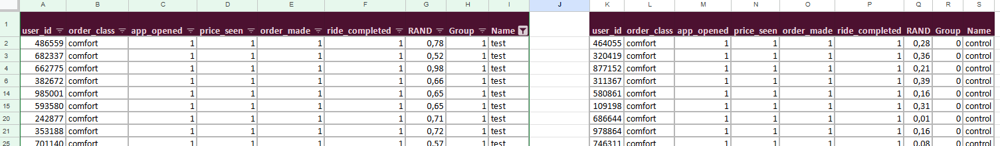 A B C D E F G H I J K L M N O P Q R S
1 user_id order_class app_opened price_seen order_made ride_completed RAND Group Name user_id order_class app_opened price_seen order_made ride_completed RAND Group Name
2 486559 comfort 1 1 1 1 0,78 1 test 464055 comfort 1 1 1 1 0,28 0 control
3 682337 comfort 1 1 1 1 0,52 1 test 320419 comfort 1 1 1 1 0,36 0 control
4 662775 comfort 1 1 1 1 0,98 1 test 877152 comfort 1 1 1 1 0,21 0 control
6 382672 comfort 1 1 1 1 0,66 1 test 311367 comfort 1 1 1 1 0,39 0 control
14 985001 comfort 1 1 1 1 0,65 1 test 580861 comfort 1 1 1 1 0,16 0 control
15 593580 comfort 1 1 1 1 0,65 1 test 109198 comfort 1 1 1 1 0,31 0 control
20 242877 comfort 1 1 1 1 0,71 1 test 686644 comfort 1 1 1 1 0,01 0 control
21 353188 comfort 1 1 1 1 0,72 1 test 978864 comfort 1 1 1 1 0,16 0 control
25 701140 comfort 1 1 1 1 0,57 1 test 746311 comfort 1 1 1 1 0,08 0 control